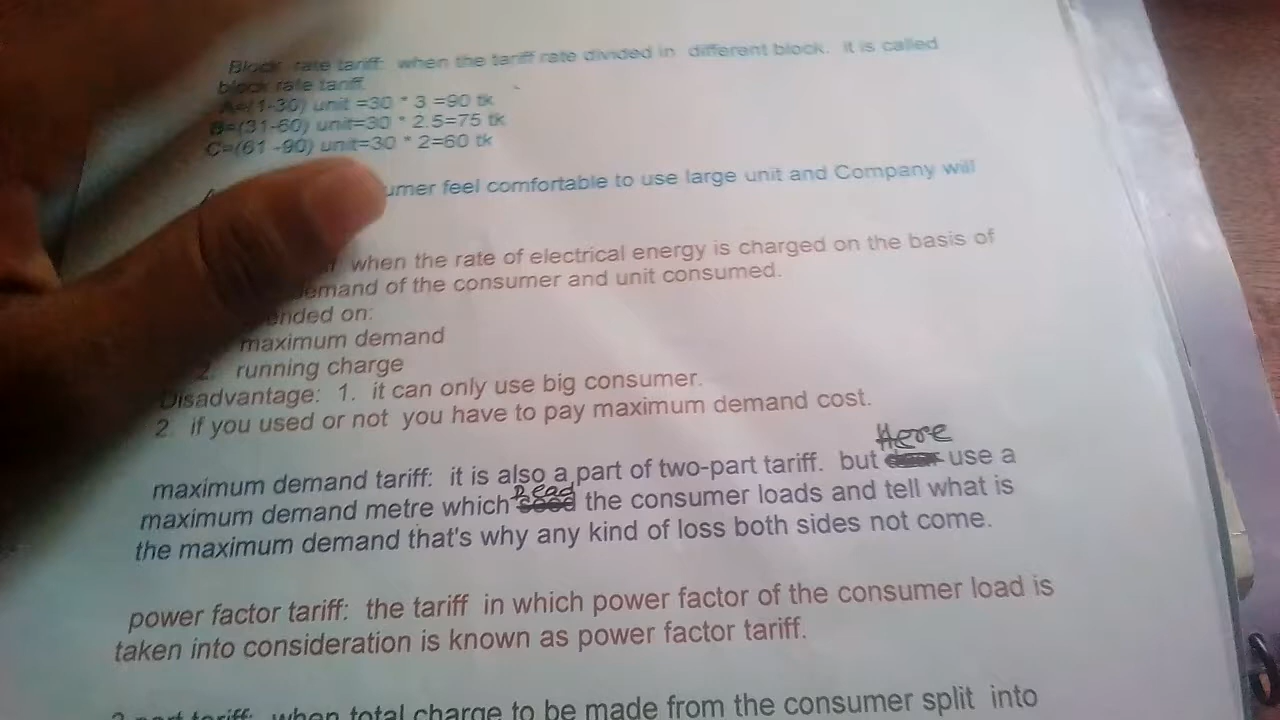 Block rate tariff: when the tariff rate divided in different block. it is called
block rate tariff.
A=(1-30) unit =30 * 3 =90 tk
B=(31-60) unit=30 * 2.5=75 tk
C=(61 -90) unit=30 * 2=60 tk
feel comfortable to use large unit and Company will
when the rate of electrical energy is charged on the basis of
of the consumer and unit consumed.
on:
maximum demand
2. running charge
Disadvantage: 1. it can only use big consumer.
2. if you used or not you have to pay maximum demand cost.
Here
maximum demand tariff: it is also a part of two-part tariff. but use a
Read
maximum demand metre which the consumer loads and tell what is
the maximum demand that's why any kind of loss both sides not come.
power factor tariff: the tariff in which power factor of the consumer load is
taken into consideration is known as power factor tariff.
part tariff: when total charge to be made from the consumer split into